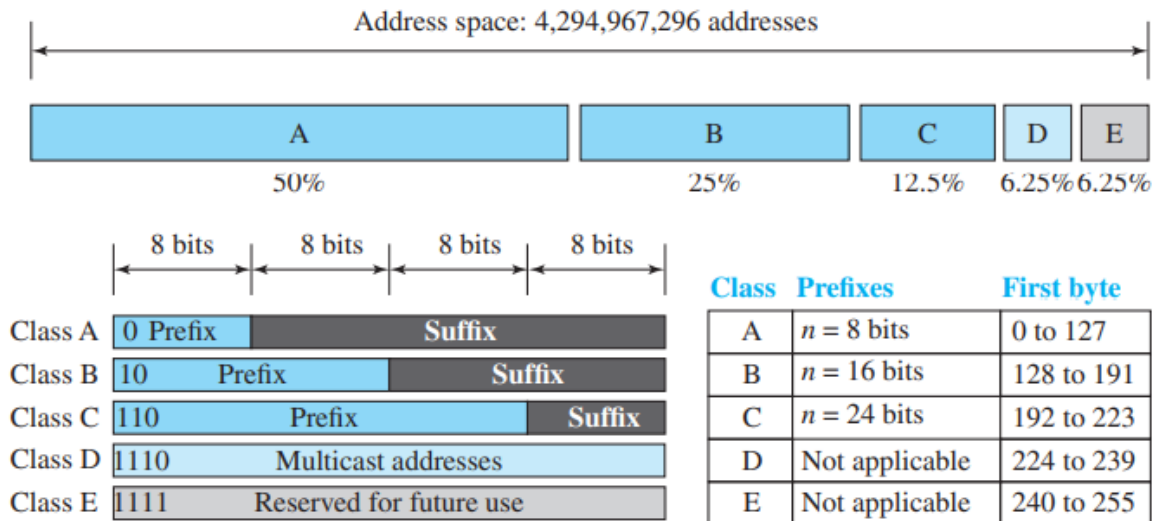 Address space: 4,294,967,296 addresses
A B C D E
50% 25% 12.5% 6.25% 6.25%
8 bits 8 bits 8 bits 8 bits
Class A 0 Prefix Suffix
Class B 10 Prefix Suffix
Class C 110 Prefix Suffix
Class D 1110 Multicast addresses
Class E 1111 Reserved for future use
Class Prefixes First byte
A n = 8 bits 0 to 127
B n = 16 bits 128 to 191
C n = 24 bits 192 to 223
D Not applicable 224 to 239
E Not applicable 240 to 255